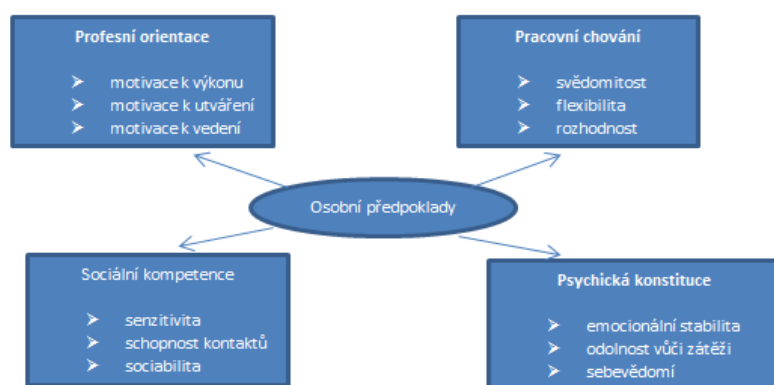 Profesní orientace
motivace k výkonu
motivace k utváření
motivace k vedení
Pracovní chování
svědomitost
flexibilita
rozhodnost
Osobní předpoklady
Sociální kompetence
senzitivita
schopnost kontaktů
sociabilita
Psychická konstituce
emocionální stabilita
odolnost vůči zátěži
sebevědomí